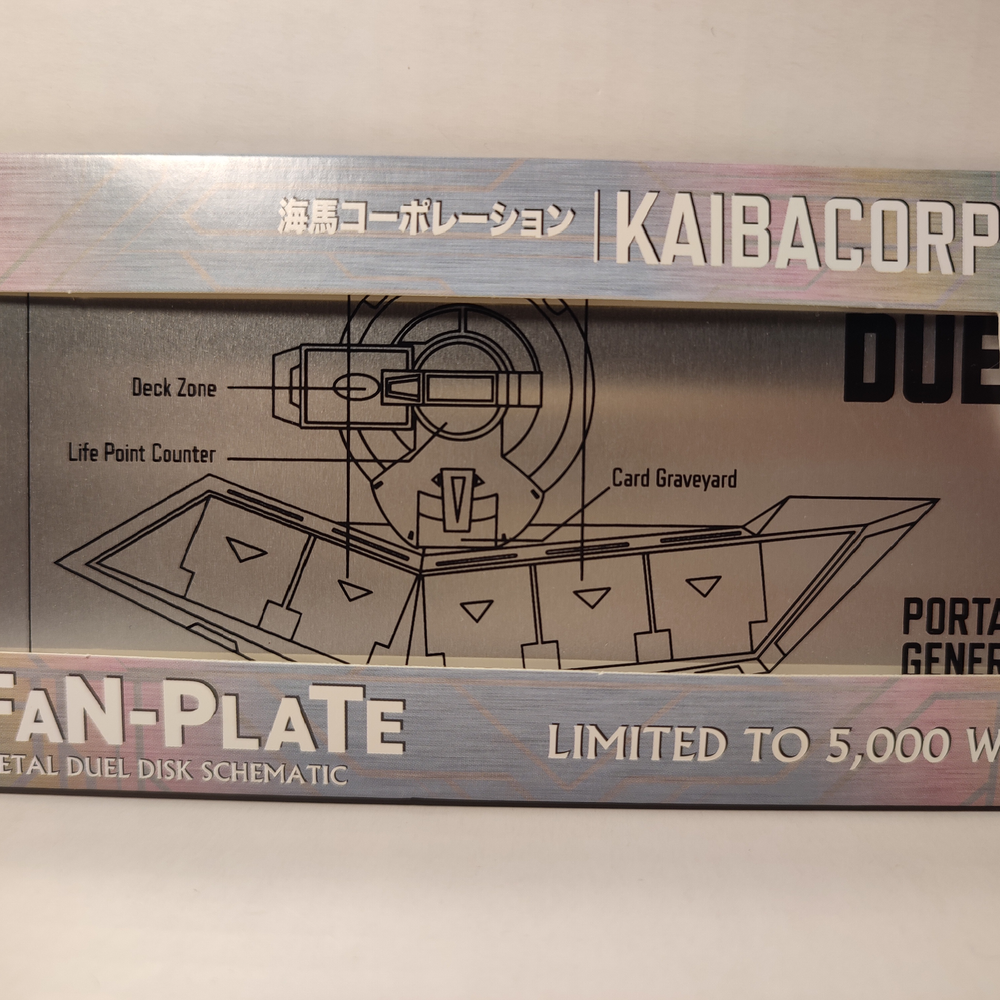 海馬コーポレーション | KAIBACORP
DUE
Deck Zone
Life Point Counter
Card Graveyard
PORTA
GENER
FAN-PLATE
ETAL DUEL DISK SCHEMATIC
LIMITED TO 5,000 W